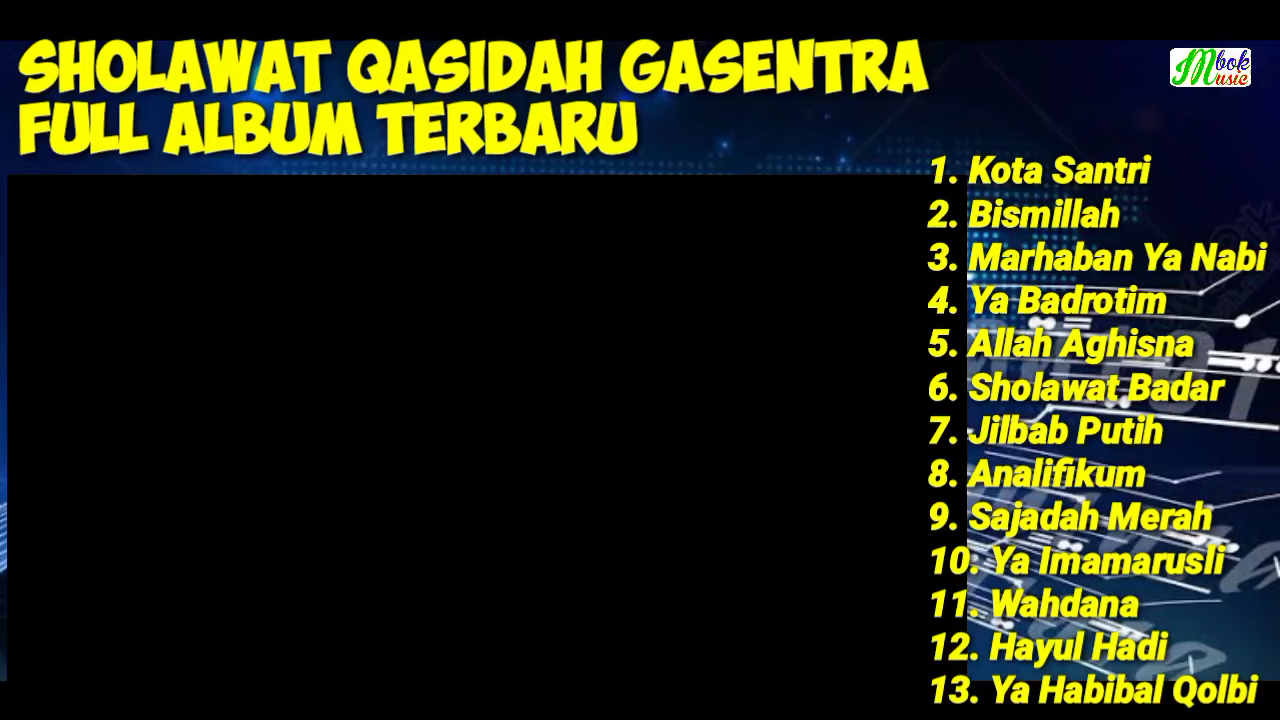 SHOLAWAT QASIDAH GASENTRA
FULL ALBUM TERBARU
Mbok
Music
1. Kota Santri
2. Bismillah
3. Marhaban Ya Nabi
4. Ya Badrotim
5. Allah Aghisna
6. Sholawat Badar
7. Jilbab Putih
8. Analifikum
9. Sajadah Merah
10. Ya Imamarusli
11. Wahdana
12. Hayul Hadi
13. Ya Habibal Qolbi